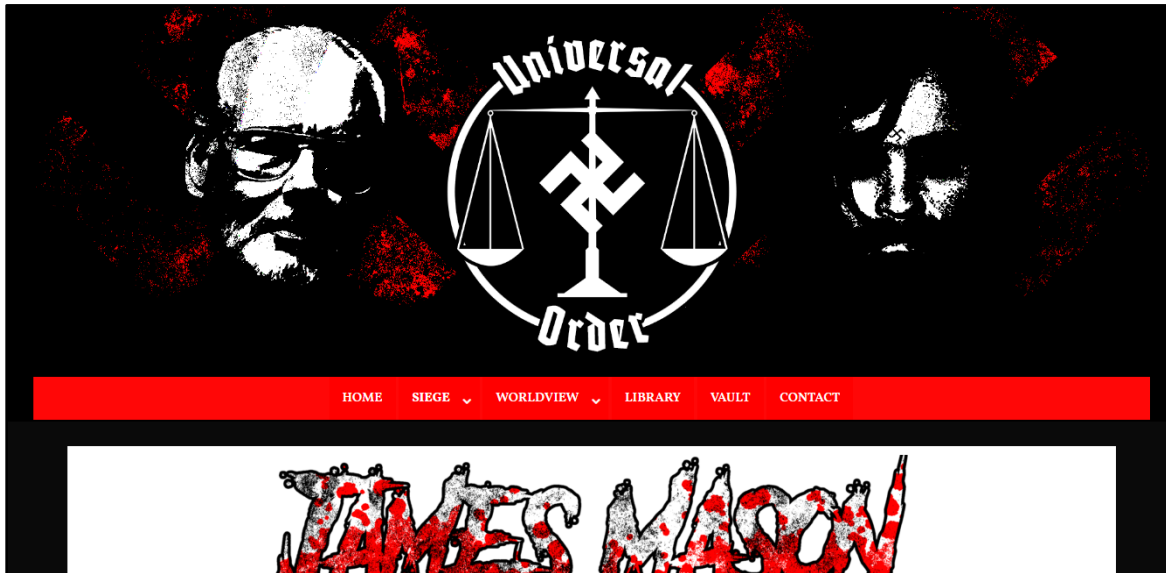 Universal
Order
HOME SIEGE WORLDVIEW LIBRARY VAULT CONTACT
JAMES MASON